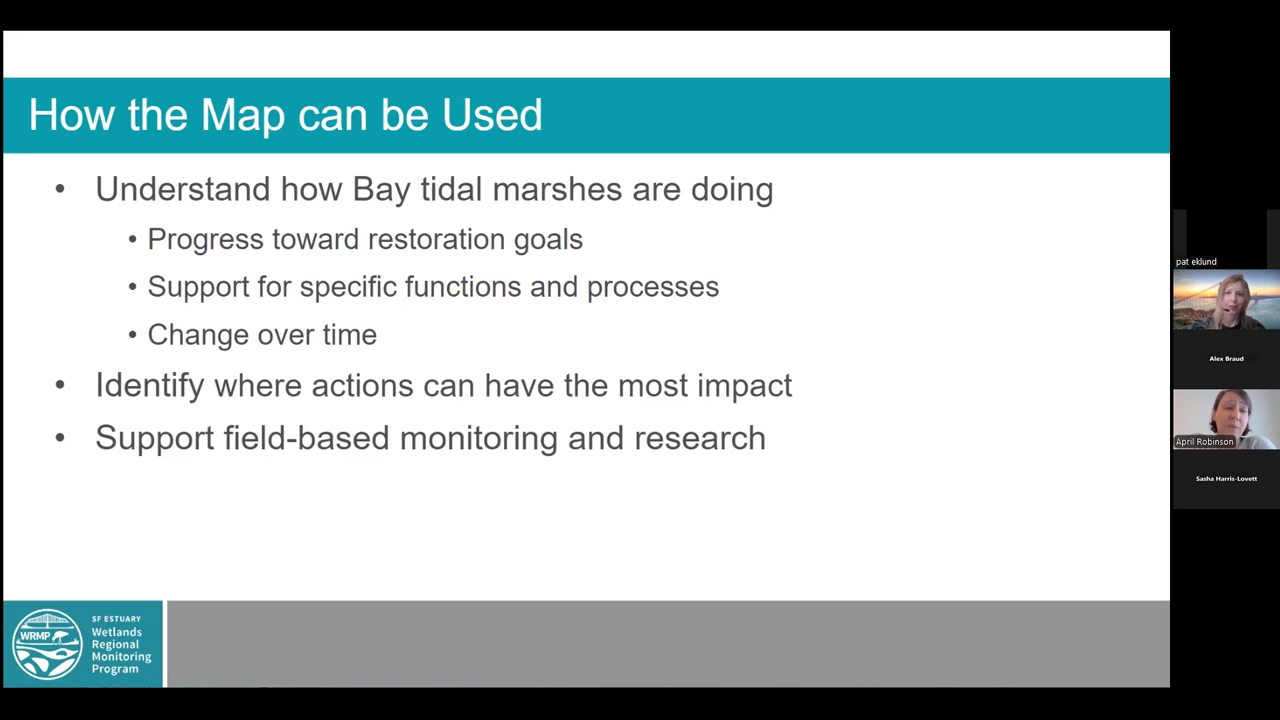 How the Map can be Used
• Understand how Bay tidal marshes are doing
• Progress toward restoration goals
• Support for specific functions and processes
• Change over time
• Identify where actions can have the most impact
• Support field-based monitoring and research
WRMP
SF ESTUARY
Wetlands
Regional
Monitoring
Program
pat eklund
Alex Braud
April Robinson
Sasha Harris-Lovett